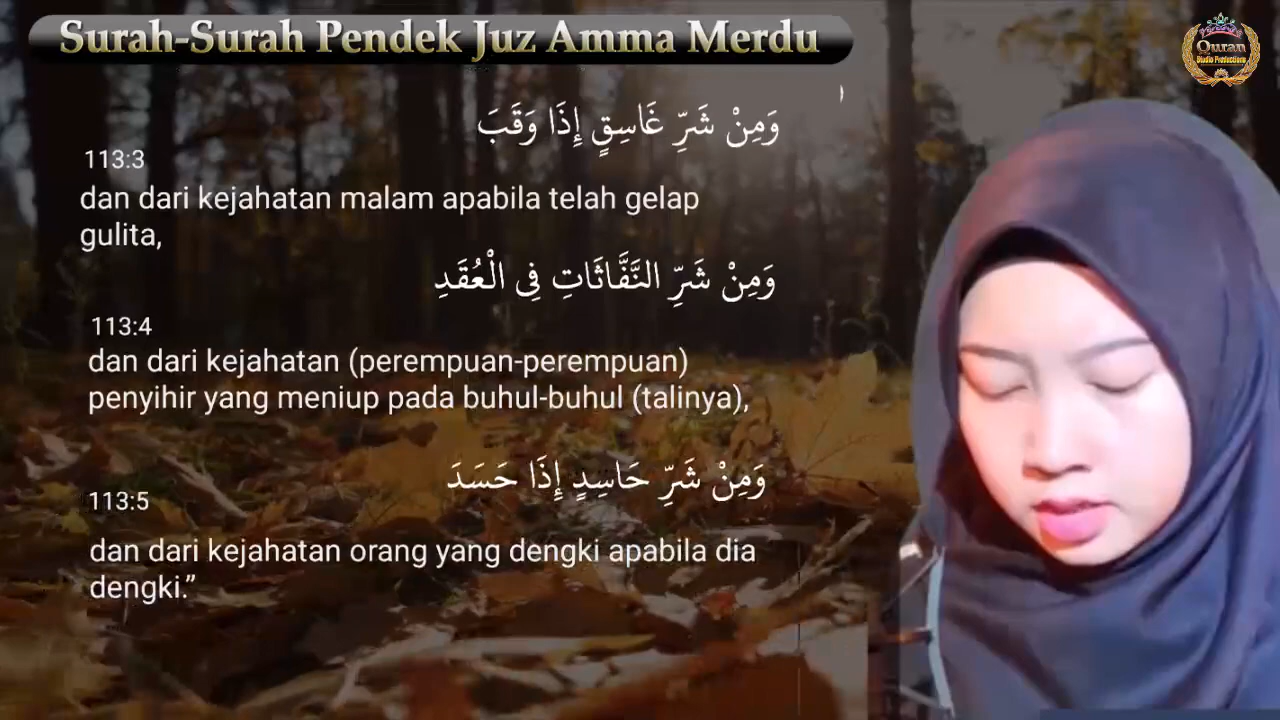 Surah-Surah Pendek Juz Amma Merdu
Quran
Studio Productions
وَمِنْ شَرِّ غَاسِقٍ إِذَا وَقَبَ
113:3
dan dari kejahatan malam apabila telah gelap
gulita,
وَمِنْ شَرِّ النَّفَّاثَاتِ فِى الْعُقَدِ
113:4
dan dari kejahatan (perempuan-perempuan)
penyihir yang meniup pada buhul-buhul (talinya),
وَمِنْ شَرِّ حَاسِدٍ إِذَا حَسَدَ
113:5
dan dari kejahatan orang yang dengki apabila dia
dengki.”